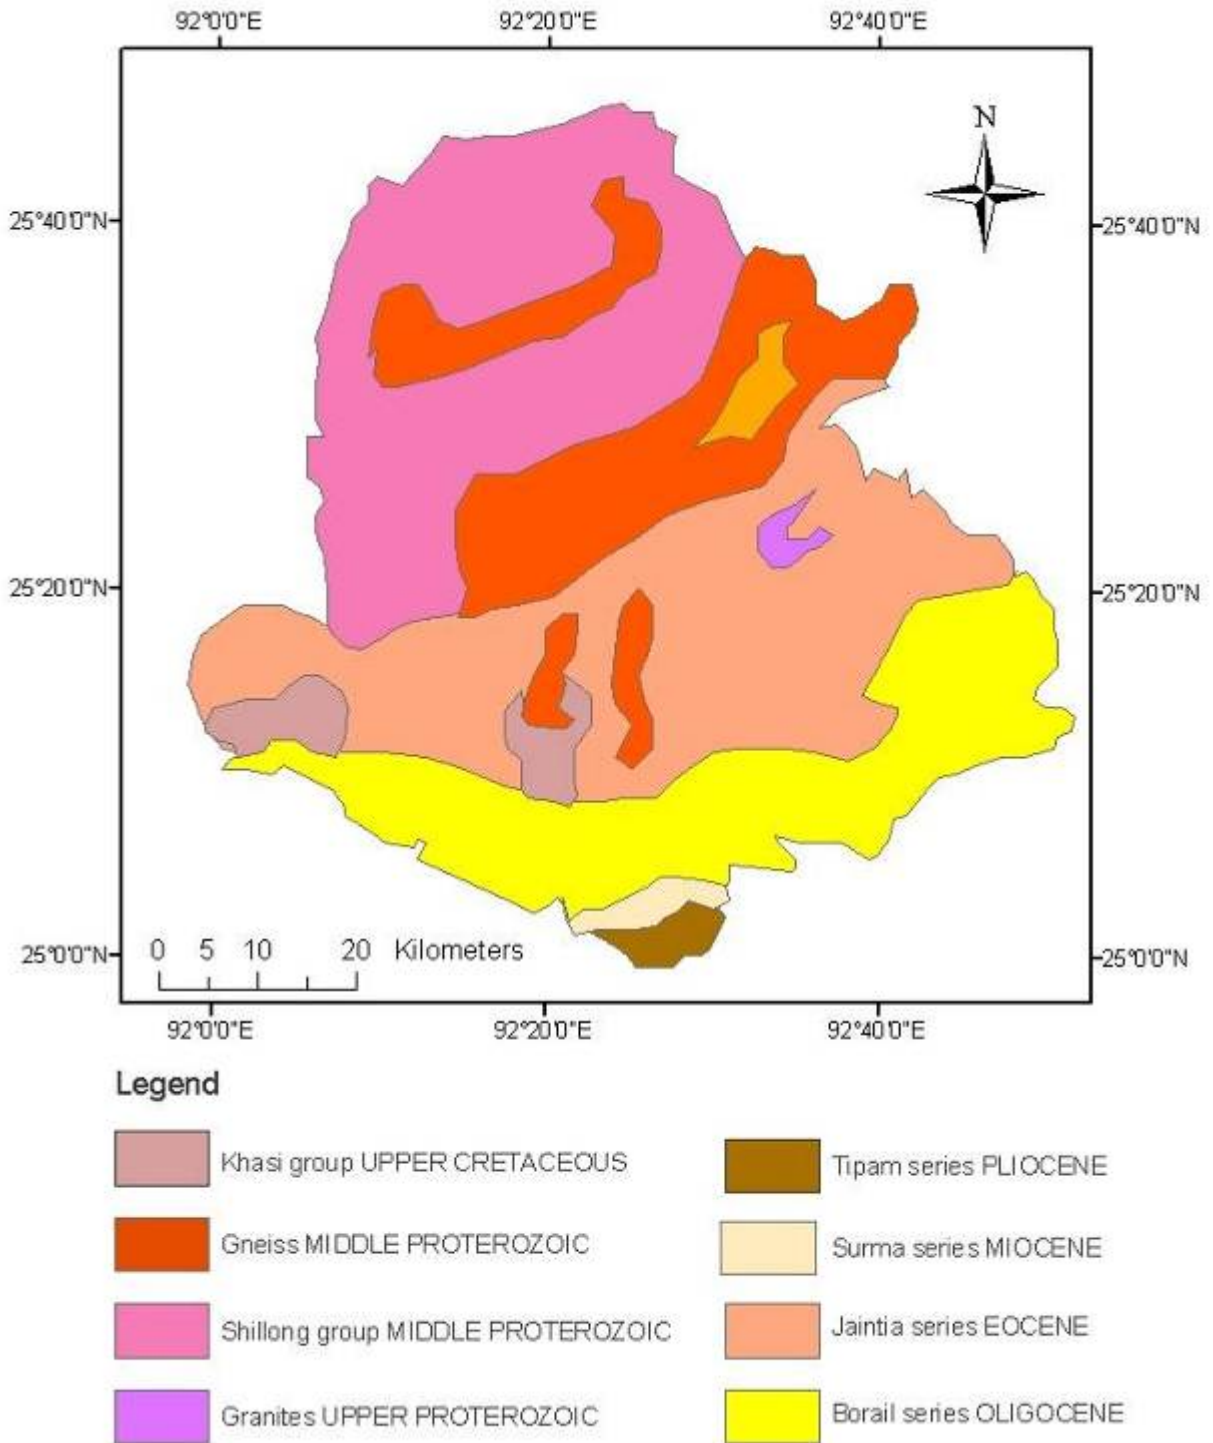 92°0'0"E 92°20'0"E 92°40'0"E
N
25°40'0"N 25°40'0"N
25°20'0"N 25°20'0"N
25°0'0"N 25°0'0"N
0 5 10 20 Kilometers
92°0'0"E 92°20'0"E 92°40'0"E
Legend
Khasi group UPPER CRETACEOUS
Gneiss MIDDLE PROTEROZOIC
Shillong group MIDDLE PROTEROZOIC
Granites UPPER PROTEROZOIC
Tipam series PLIOCENE
Surma series MIOCENE
Jaintia series EOCENE
Borail series OLIGOCENE